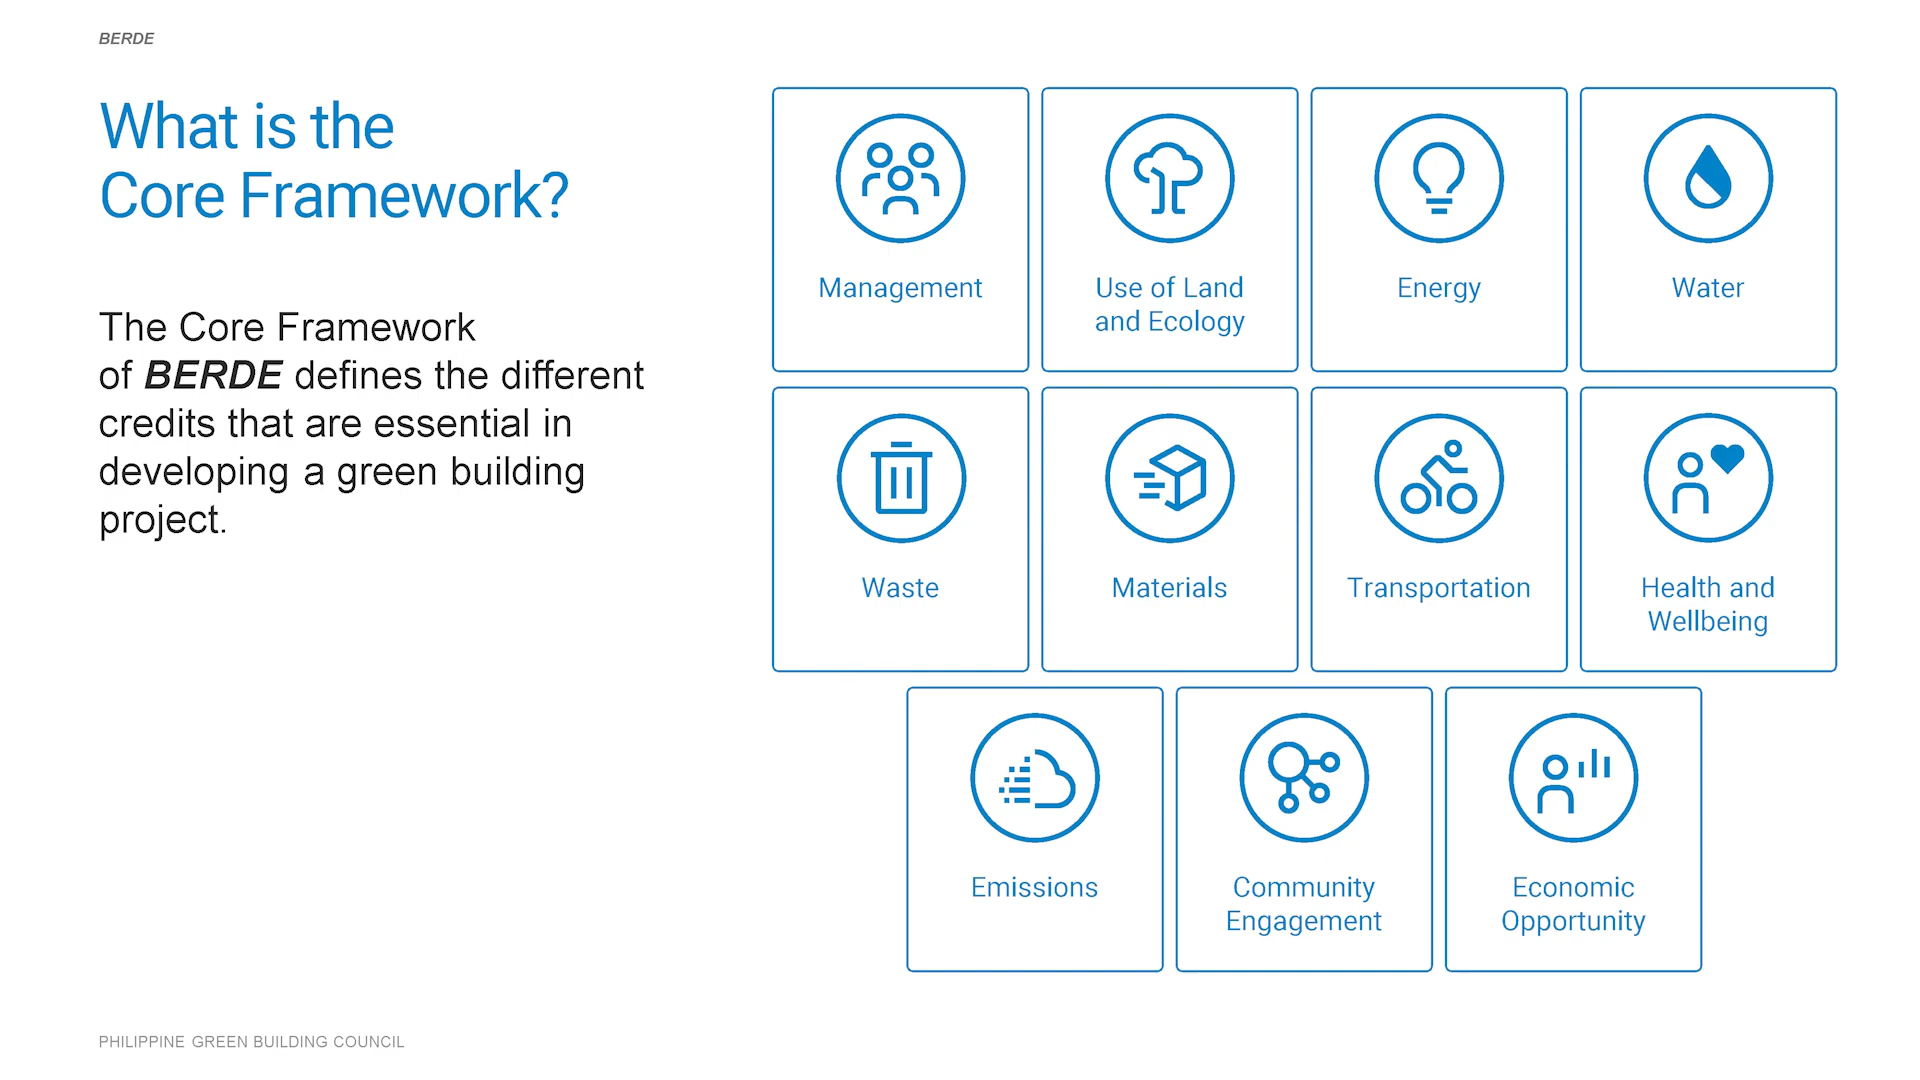 BERDE
What is the
Core Framework?
The Core Framework
of BERDE defines the different
credits that are essential in
developing a green building
project.
Management
Use of Land
and Ecology
Energy
Water
Waste
Materials
Transportation
Health and
Wellbeing
Emissions
Community
Engagement
Economic
Opportunity
PHILIPPINE GREEN BUILDING COUNCIL